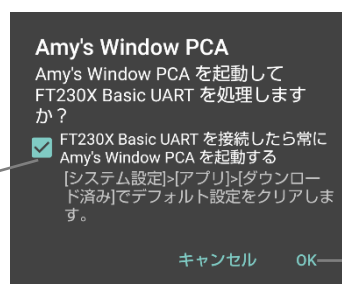 Amy's Window PCA
Amy's Window PCA を起動して
FT230X Basic UART を処理します
か？
FT230X Basic UART を接続したら常に
Amy's Window PCA を起動する
[システム設定]>[アプリ]>[ダウンロー
ド済み]でデフォルト設定をクリアしま
す。
キャンセル OK